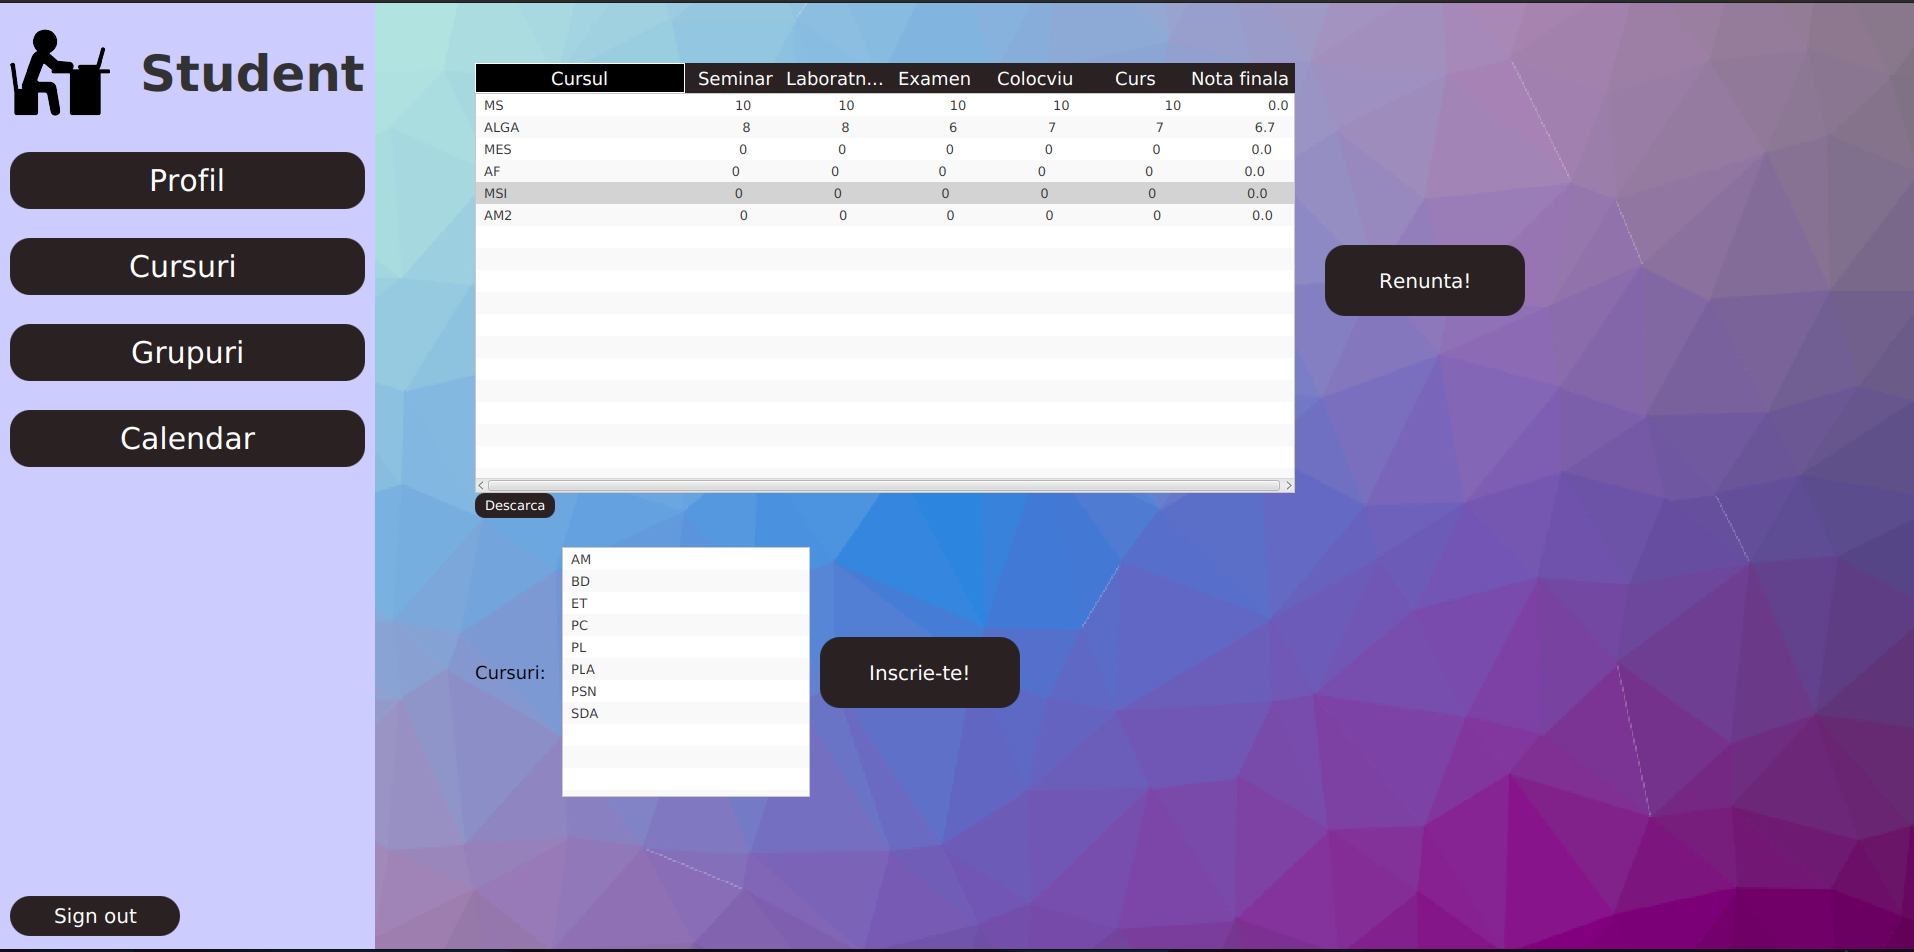 Student
Profil
Cursuri
Grupuri
Calendar
Sign out
Cursul Seminar Laboratn... Examen Colocviu Curs Nota finala
MS 10 10 10 10 10 0.0
ALGA 8 8 6 7 7 6.7
MES 0 0 0 0 0 0.0
AF 0 0 0 0 0 0.0
MSI 0 0 0 0 0 0.0
AM2 0 0 0 0 0 0.0
Renunta!
Descarca
Cursuri:
AM
BD
ET
PC
PL
PLA
PSN
SDA
Inscrie-te!